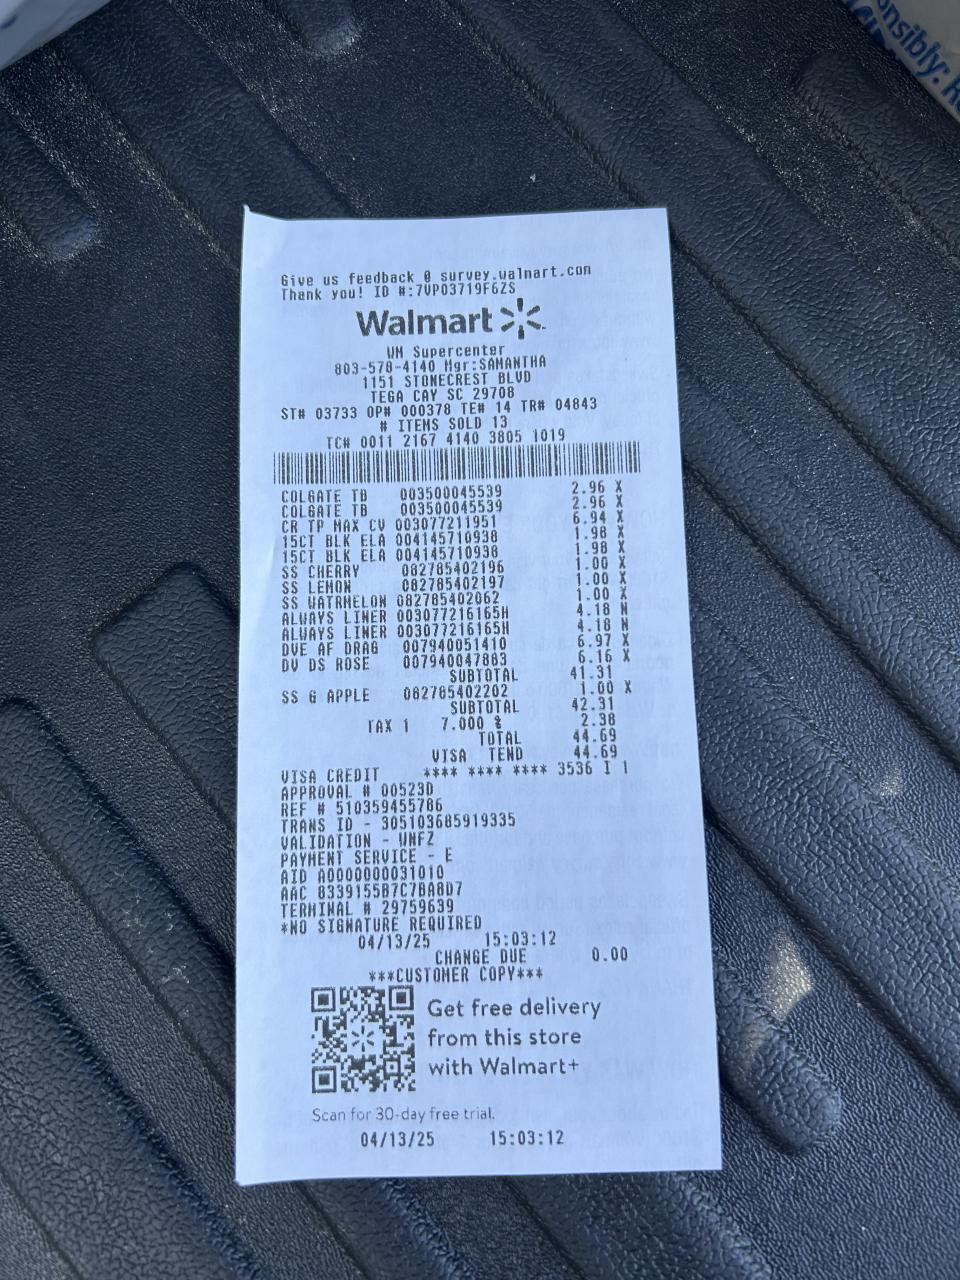 onsibly: R
Give us feedback @ survey.walmart.com
Thank you! ID #:7VP03719F6ZS
Walmart
WM Supercenter
803-578-4140 Mgr:SAMANTHA
1151 STONECREST BLVD
TEGA CAY SC 29708
ST# 03733 OP# 000378 TE# 14 TR# 04843
# ITEMS SOLD 13
TC# 0011 2167 4140 3805 1019
COLGATE TB 003500045539 2.96 X
COLGATE TB 003500045539 2.96 X
CR TP MAX CV 003077211951 6.94 X
15CT BLK ELA 004145710938 1.98 X
15CT BLK ELA 004145710938 1.98 X
SS CHERRY 082785402196 1.00 X
SS LEMON 082785402197 1.00 X
SS WATRMELON 082785402062 1.00 X
ALWAYS LINER 003077216165H 4.18 N
ALWAYS LINER 003077216165H 4.18 N
DVE AF DRAG 007940051410 6.97 X
DV DS ROSE 007940047883 6.16 X
SUBTOTAL 41.31
SS G APPLE 082785402202 1.00 X
SUBTOTAL 42.31
TAX 1 7.000 % 2.38
TOTAL 44.69
VISA TEND 44.69
VISA CREDIT **** **** **** 3536 I 1
APPROVAL # 00523D
REF # 510359455786
TRANS ID - 305103685919335
VALIDATION - WNFZ
PAYMENT SERVICE - E
AID A0000000031010
AAC 8339155B7C7BA8D7
TERMINAL # 29759639
*NO SIGNATURE REQUIRED
04/13/25 15:03:12
CHANGE DUE 0.00
***CUSTOMER COPY***
Get free delivery
from this store
with Walmart+
Scan for 30-day free trial.
04/13/25 15:03:12